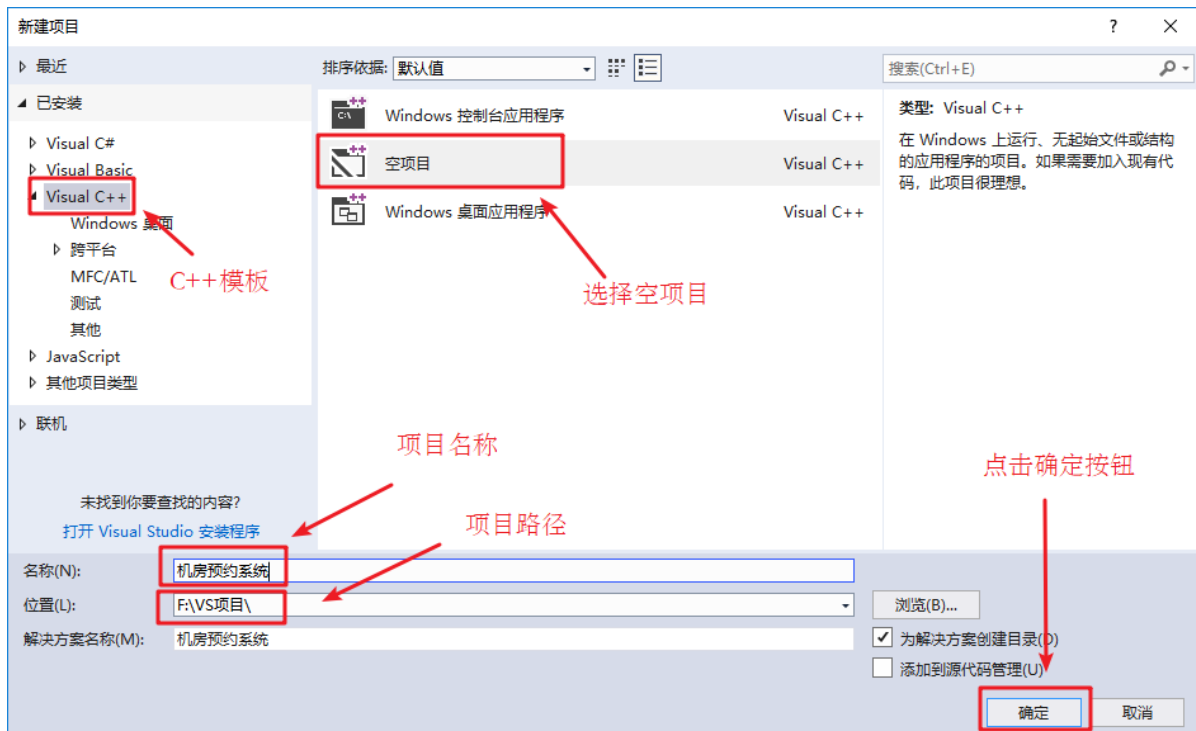 新建项目
?
最近
排序依据: 默认值
搜索(Ctrl+E)
已安装
Visual C#
Visual Basic
Visual C++
Windows 桌面
跨平台
MFC/ATL
测试
其他
JavaScript
其他项目类型
联机
C++模板
Windows 控制台应用程序 Visual C++
空项目 Visual C++
Windows 桌面应用程序 Visual C++
选择空项目
类型: Visual C++
在 Windows 上运行、无起始文件或结构
的应用程序的项目。如果需要加入现有代
码，此项目很理想。
项目名称
点击确定按钮
未找到你要查找的内容?
打开 Visual Studio 安装程序
项目路径
名称(N): 机房预约系统
位置(L): F:\VS项目\
浏览(B)...
解决方案名称(M): 机房预约系统
为解决方案创建目录(D)
添加到源代码管理(U)
确定
取消